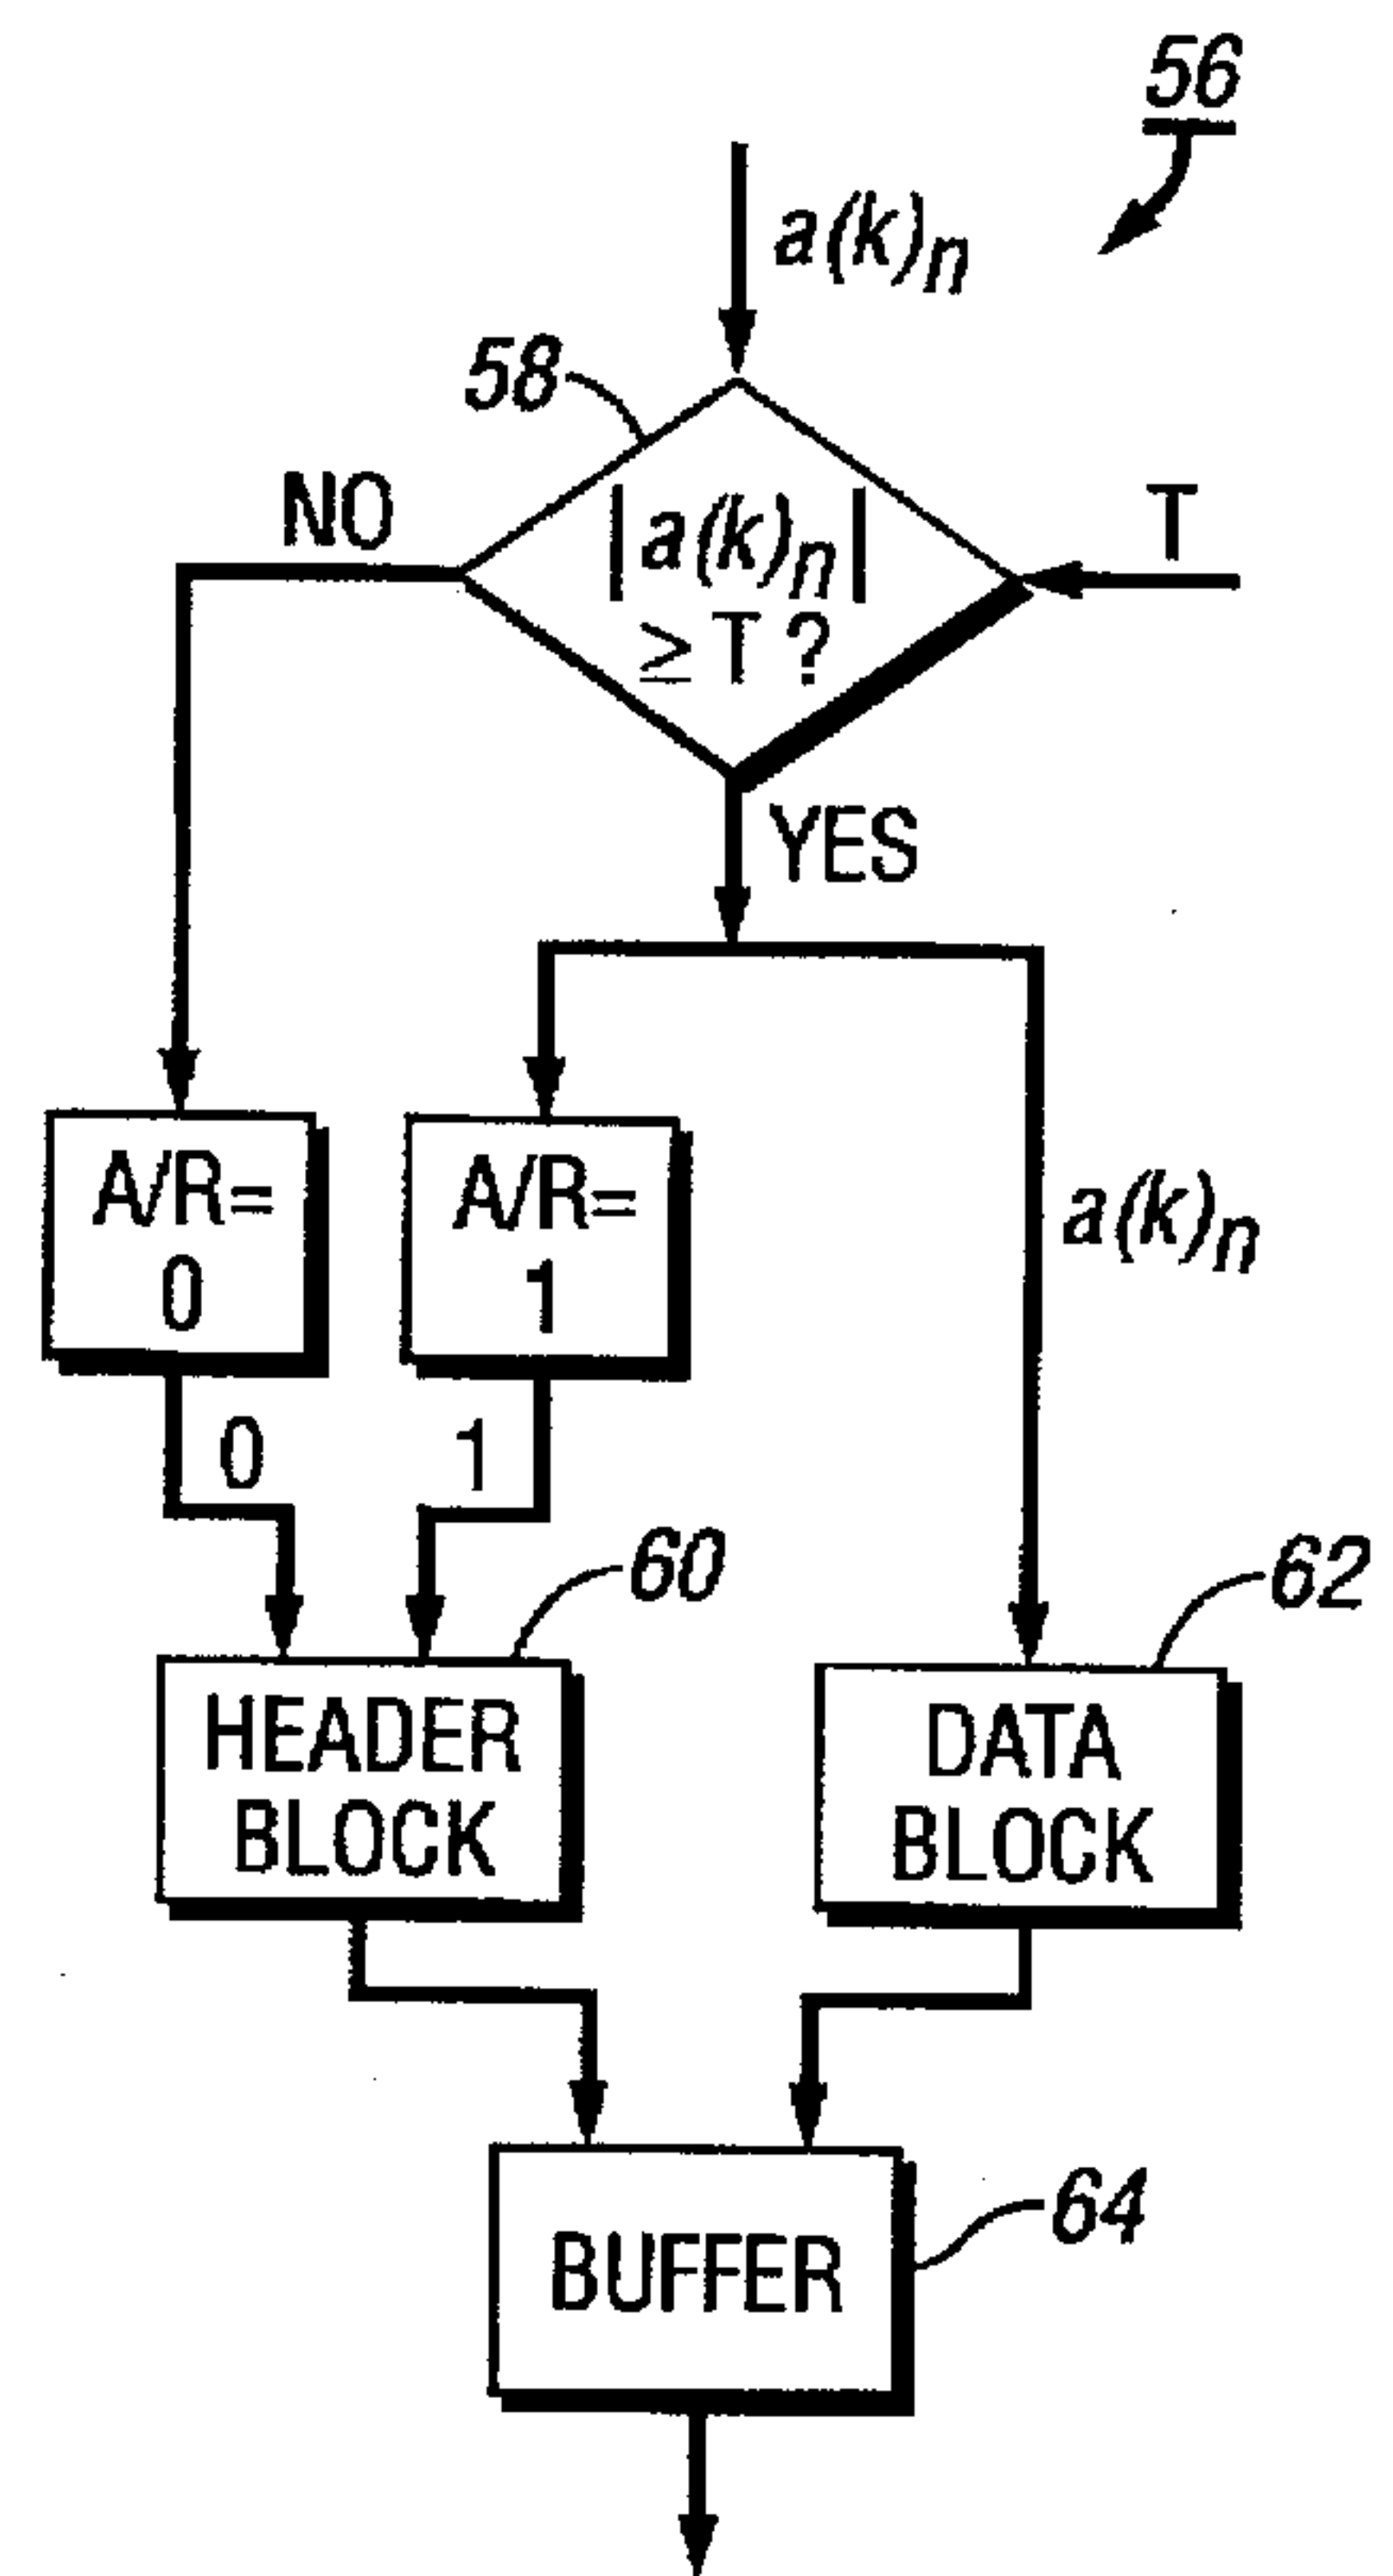 56
a(k)n
58
NO
|a(k)n|
≥ T ?
T
YES
A/R=
0
A/R=
1
a(k)n
0
1
60
62
HEADER
BLOCK
DATA
BLOCK
64
BUFFER